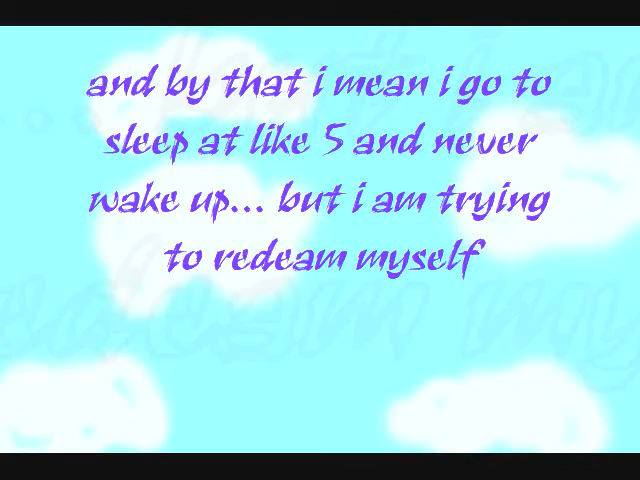 and by that i mean i go to
sleep at like 5 and never
wake up... but i am trying
to redeam myself